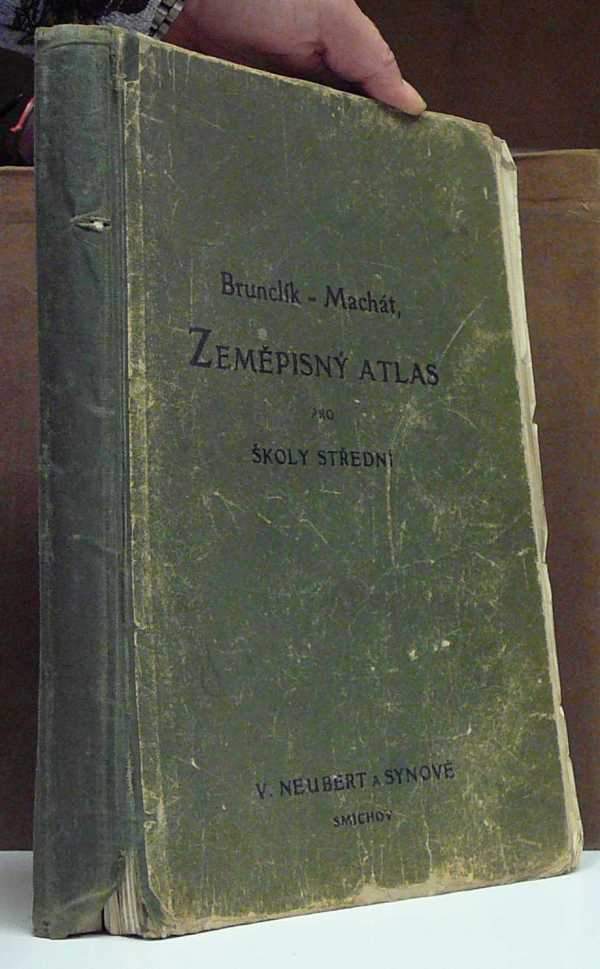 Brunclík - Machát,
ZEMĚPISNÝ ATLAS
PRO
ŠKOLY STŘEDNÍ
V. NEUBERT A SYNOVÉ
SMÍCHOV